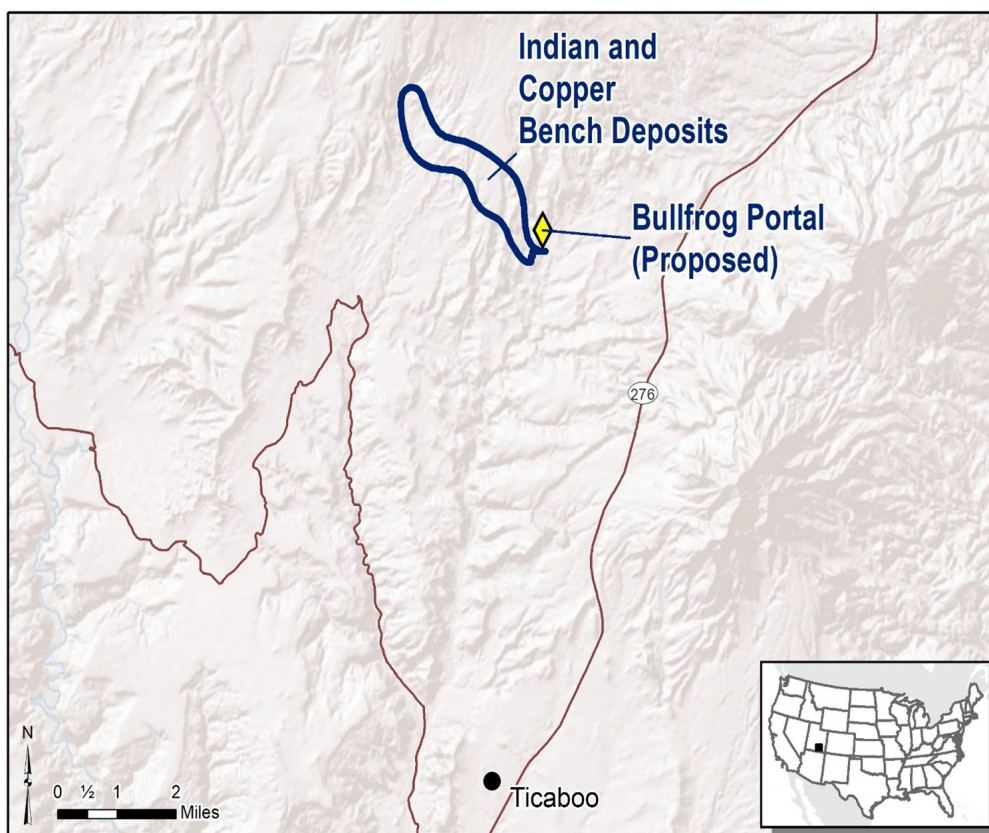 Indian and
Copper
Bench Deposits
Bullfrog Portal
(Proposed)
276
N
0 ½ 1 2
Miles
Ticaboo